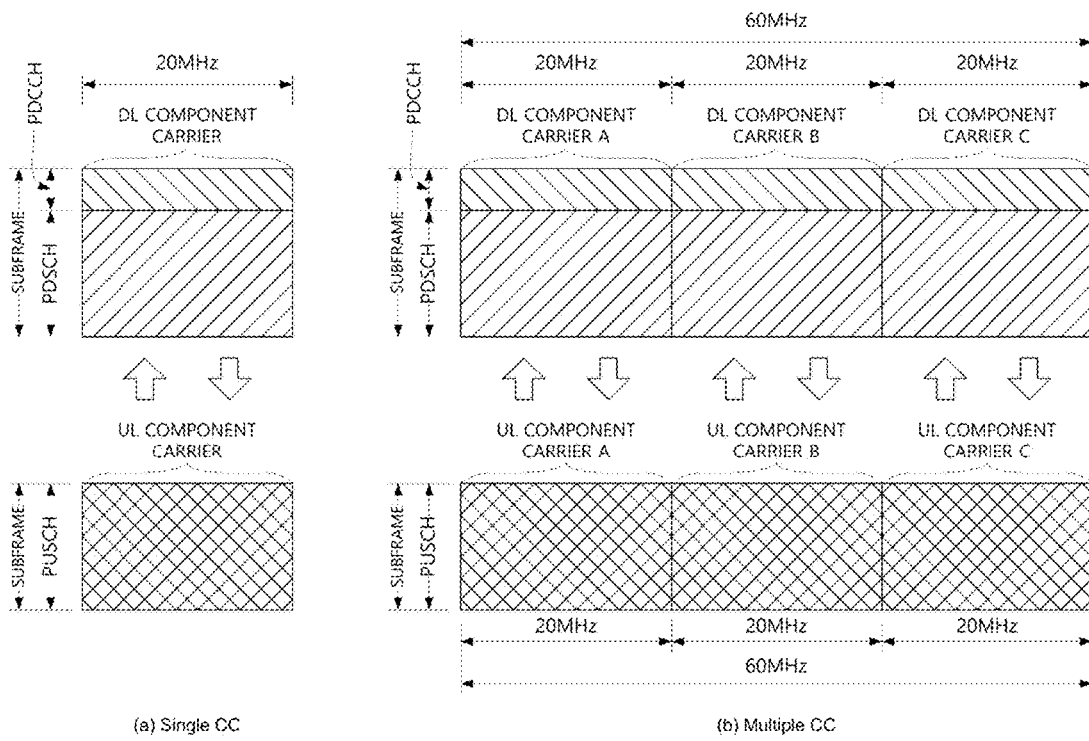 60MHz
20MHz
20MHz
20MHz
20MHz
PDCCH
DL COMPONENT
CARRIER
PDCCH
DL COMPONENT
CARRIER A
DL COMPONENT
CARRIER B
DL COMPONENT
CARRIER C
SUBFRAME
PDSCH
SUBFRAME
PDSCH
UL COMPONENT
CARRIER
UL COMPONENT
CARRIER A
UL COMPONENT
CARRIER B
UL COMPONENT
CARRIER C
SUBFRAME
PUSCH
SUBFRAME
PUSCH
20MHz
20MHz
20MHz
60MHz
(a) Single CC
(b) Multiple CC